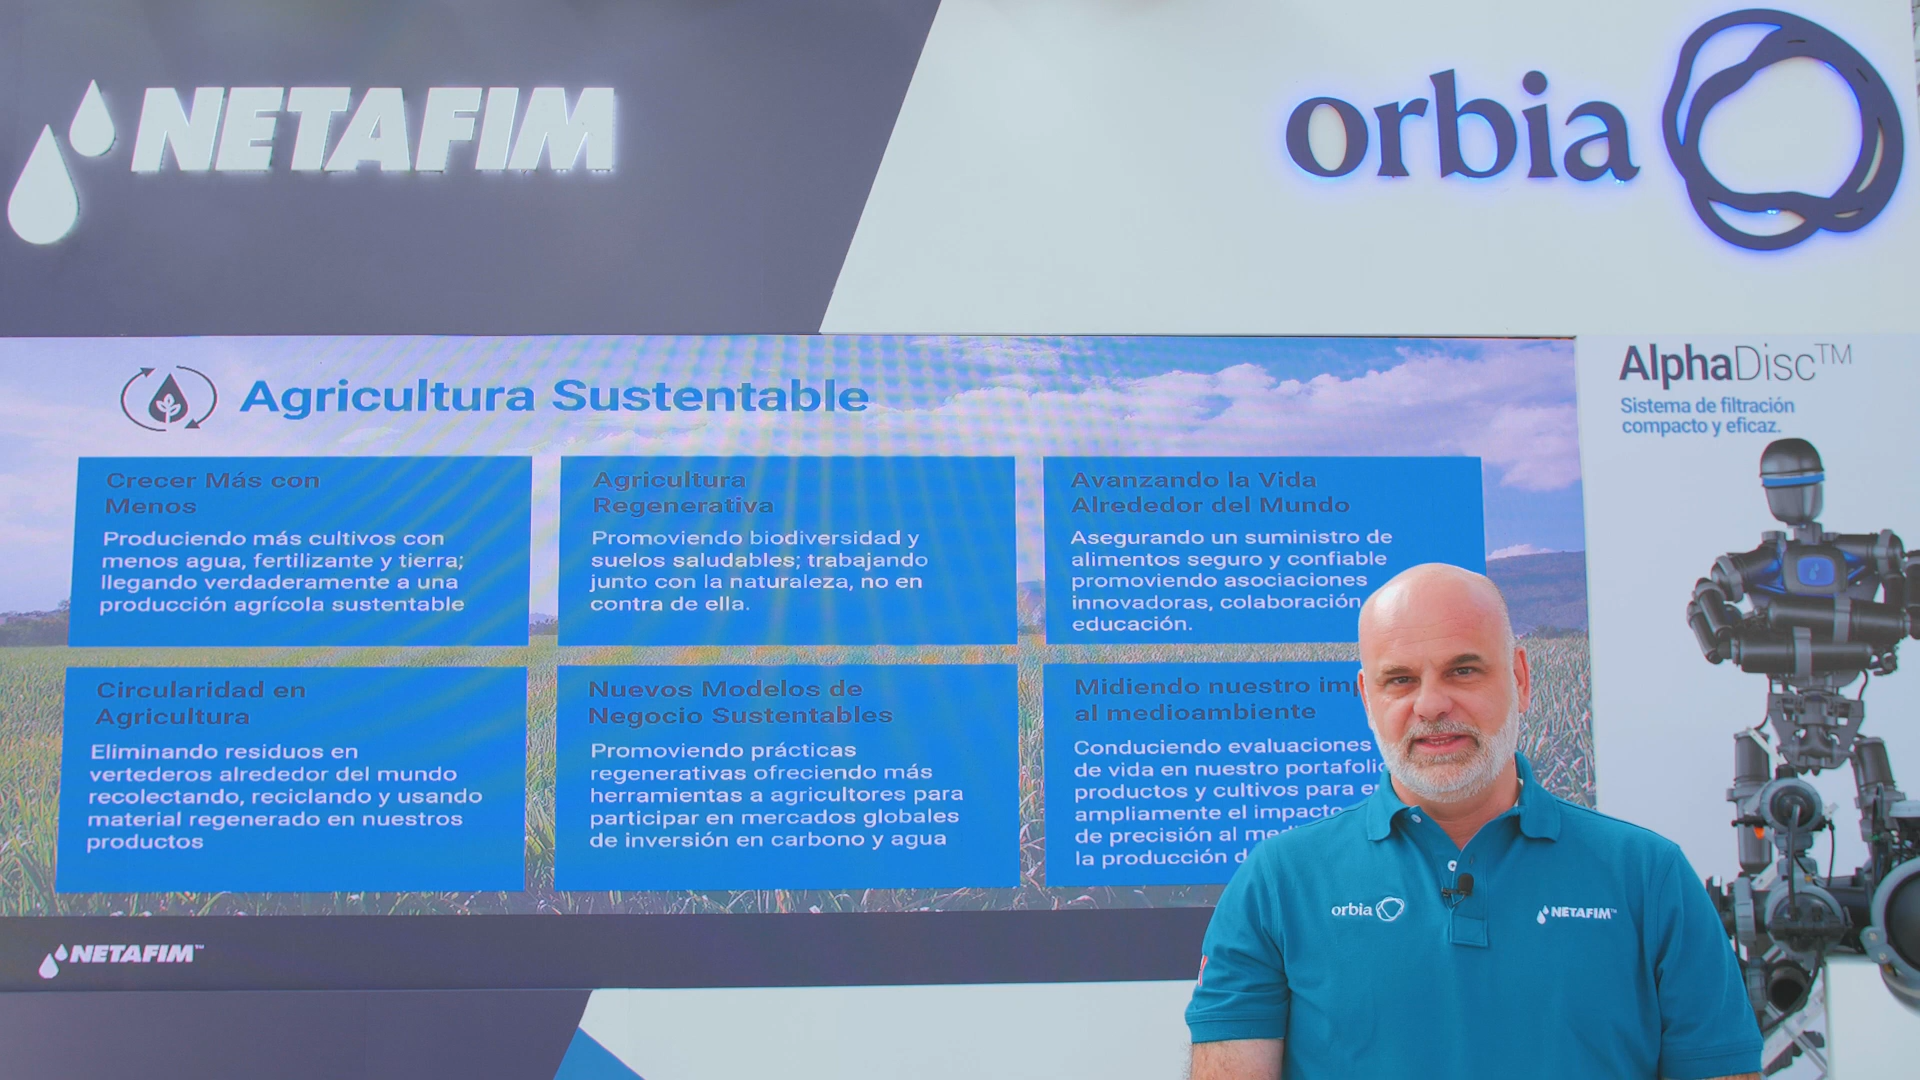 NETAFIM
orbia
Agricultura Sustentable
Crecer Más con
Menos
Produciendo más cultivos con
menos agua, fertilizante y tierra;
llegando verdaderamente a una
producción agrícola sustentable
Agricultura
Regenerativa
Promoviendo biodiversidad y
suelos saludables; trabajando
junto con la naturaleza, no en
contra de ella.
Avanzando la Vida
Alrededor del Mundo
Asegurando un suministro de
alimentos seguro y confiable
promoviendo asociaciones
innovadoras, colaboración
educación.
Circularidad en
Agricultura
Eliminando residuos en
vertederos alrededor del mundo
recolectando, reciclando y usando
material regenerado en nuestros
productos
Nuevos Modelos de
Negocio Sustentables
Promoviendo prácticas
regenerativas ofreciendo más
herramientas a agricultores para
participar en mercados globales
de inversión en carbono y agua
Midiendo nuestro
al medioambiente
Conduciendo evaluaciones
de vida en nuestro
productos y cultivos para
ampliamente el impacto
de precisión al
la producción
AlphaDisc™
Sistema de filtración
compacto y eficaz.
NETAFIM™
orbia
NETAFIM™